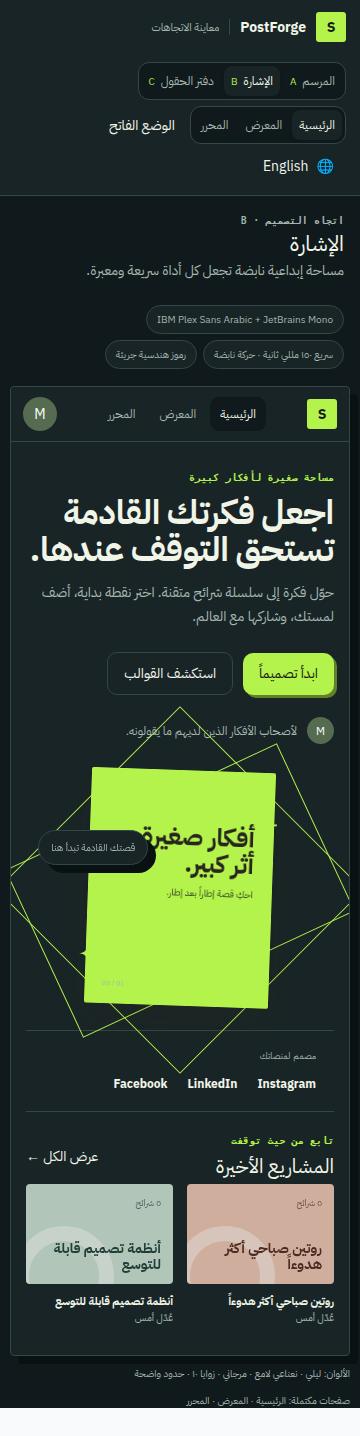 S PostForge معاينة الاتجاهات
A المرسم B الإشارة C دفتر الحقول
الرئيسية المعرض المحرر الوضع الفاتح
English
اتجاه التصميم · B
الإشارة
مساحة إبداعية نابضة تجعل كل أداة سريعة ومعبرة.
IBM Plex Sans Arabic + JetBrains Mono
سريع ١٥٠ مللي ثانية · حركة نابضة
رموز هندسية جريئة
S الرئيسية المعرض المحرر M
مساحة صغيرة لأفكار كبيرة
اجعل فكرتك القادمة
تستحق التوقف عندها.
حوّل فكرة إلى سلسلة شرائح متقنة. اختر نقطة بداية، أضف
لمستك، وشاركها مع العالم.
ابدأ تصميماً استكشف القوالب
M لأصحاب الأفكار الذين لديهم ما يقولونه.
أفكار صغيرة
أثر كبير.
قصتك القادمة تبدأ هنا
احكِ قصة إطاراً بعد إطار.
مصمم لمنصاتك
Instagram LinkedIn Facebook
تابع من حيث توقفت
المشاريع الأخيرة
عرض الكل ←
٥ شرائح
روتين صباحي أكثر
هدوءاً
٥ شرائح
أنظمة تصميم قابلة
للتوسع
روتين صباحي أكثر هدوءاً
عُدّل أمس
أنظمة تصميم قابلة للتوسع
عُدّل أمس
الألوان: ليلي · نعناعي لامع · مرجاني · زوايا ١٠ · حدود واضحة
صفحات مكتملة: الرئيسية · المعرض · المحرر